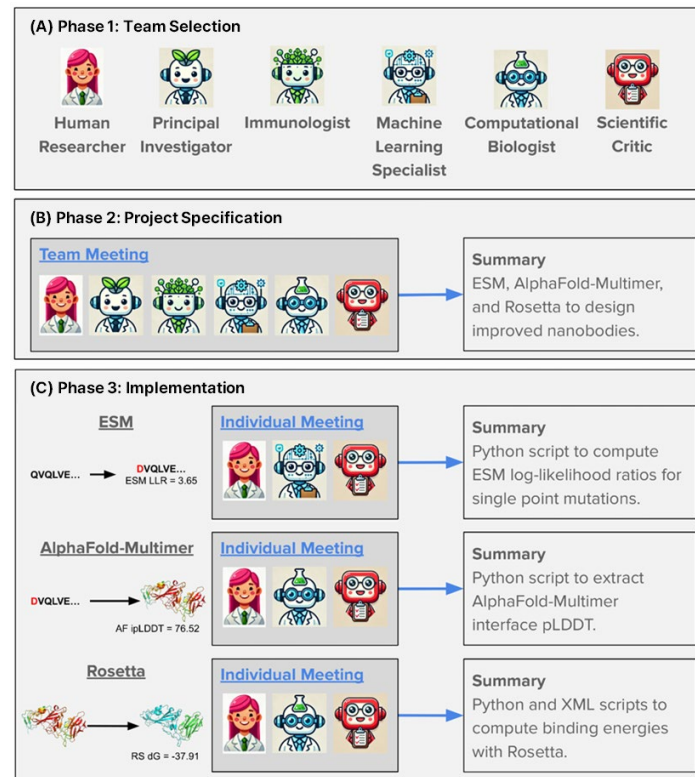 (A) Phase 1: Team Selection
Human
Researcher
Principal
Investigator
Immunologist
Machine
Learning
Specialist
Computational
Biologist
Scientific
Critic
(B) Phase 2: Project Specification
Team Meeting
Summary
ESM, AlphaFold-Multimer,
and Rosetta to design
improved nanobodies.
(C) Phase 3: Implementation
ESM
QVQLVE...
DVQLVE...
ESM LLR = 3.65
Individual Meeting
Summary
Python script to compute
ESM log-likelihood ratios for
single point mutations.
AlphaFold-Multimer
DVQLVE...
AF ipLDDT = 76.52
Individual Meeting
Summary
Python script to extract
AlphaFold-Multimer
interface pLDDT.
Rosetta
RS dG = -37.91
Individual Meeting
Summary
Python and XML scripts to
compute binding energies
with Rosetta.